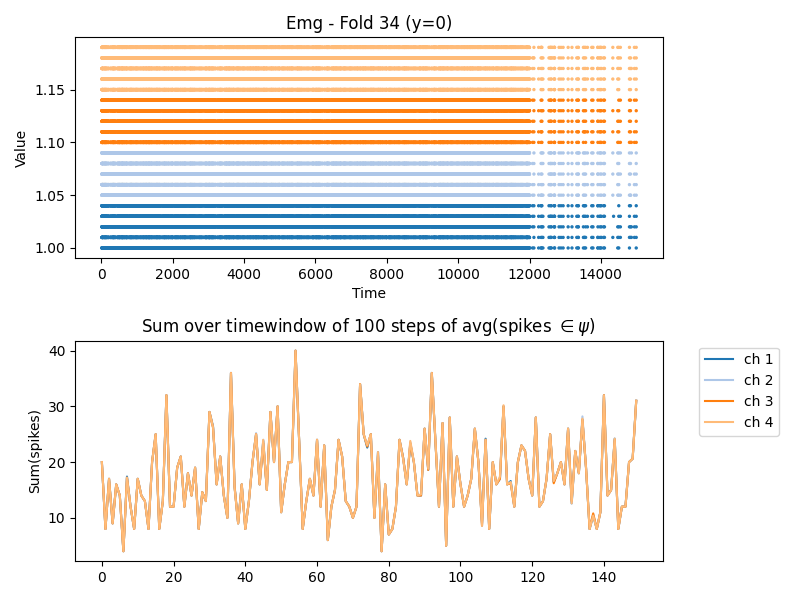 Emg - Fold 34 (y=0)
Value
1.15
1.10
1.05
1.00
0 2000 4000 6000 8000 10000 12000 14000
Time
Sum over timewindow of 100 steps of avg(spikes ∈ ψ)
Sum(spikes)
40
30
20
10
0 20 40 60 80 100 120 140
ch 1
ch 2
ch 3
ch 4